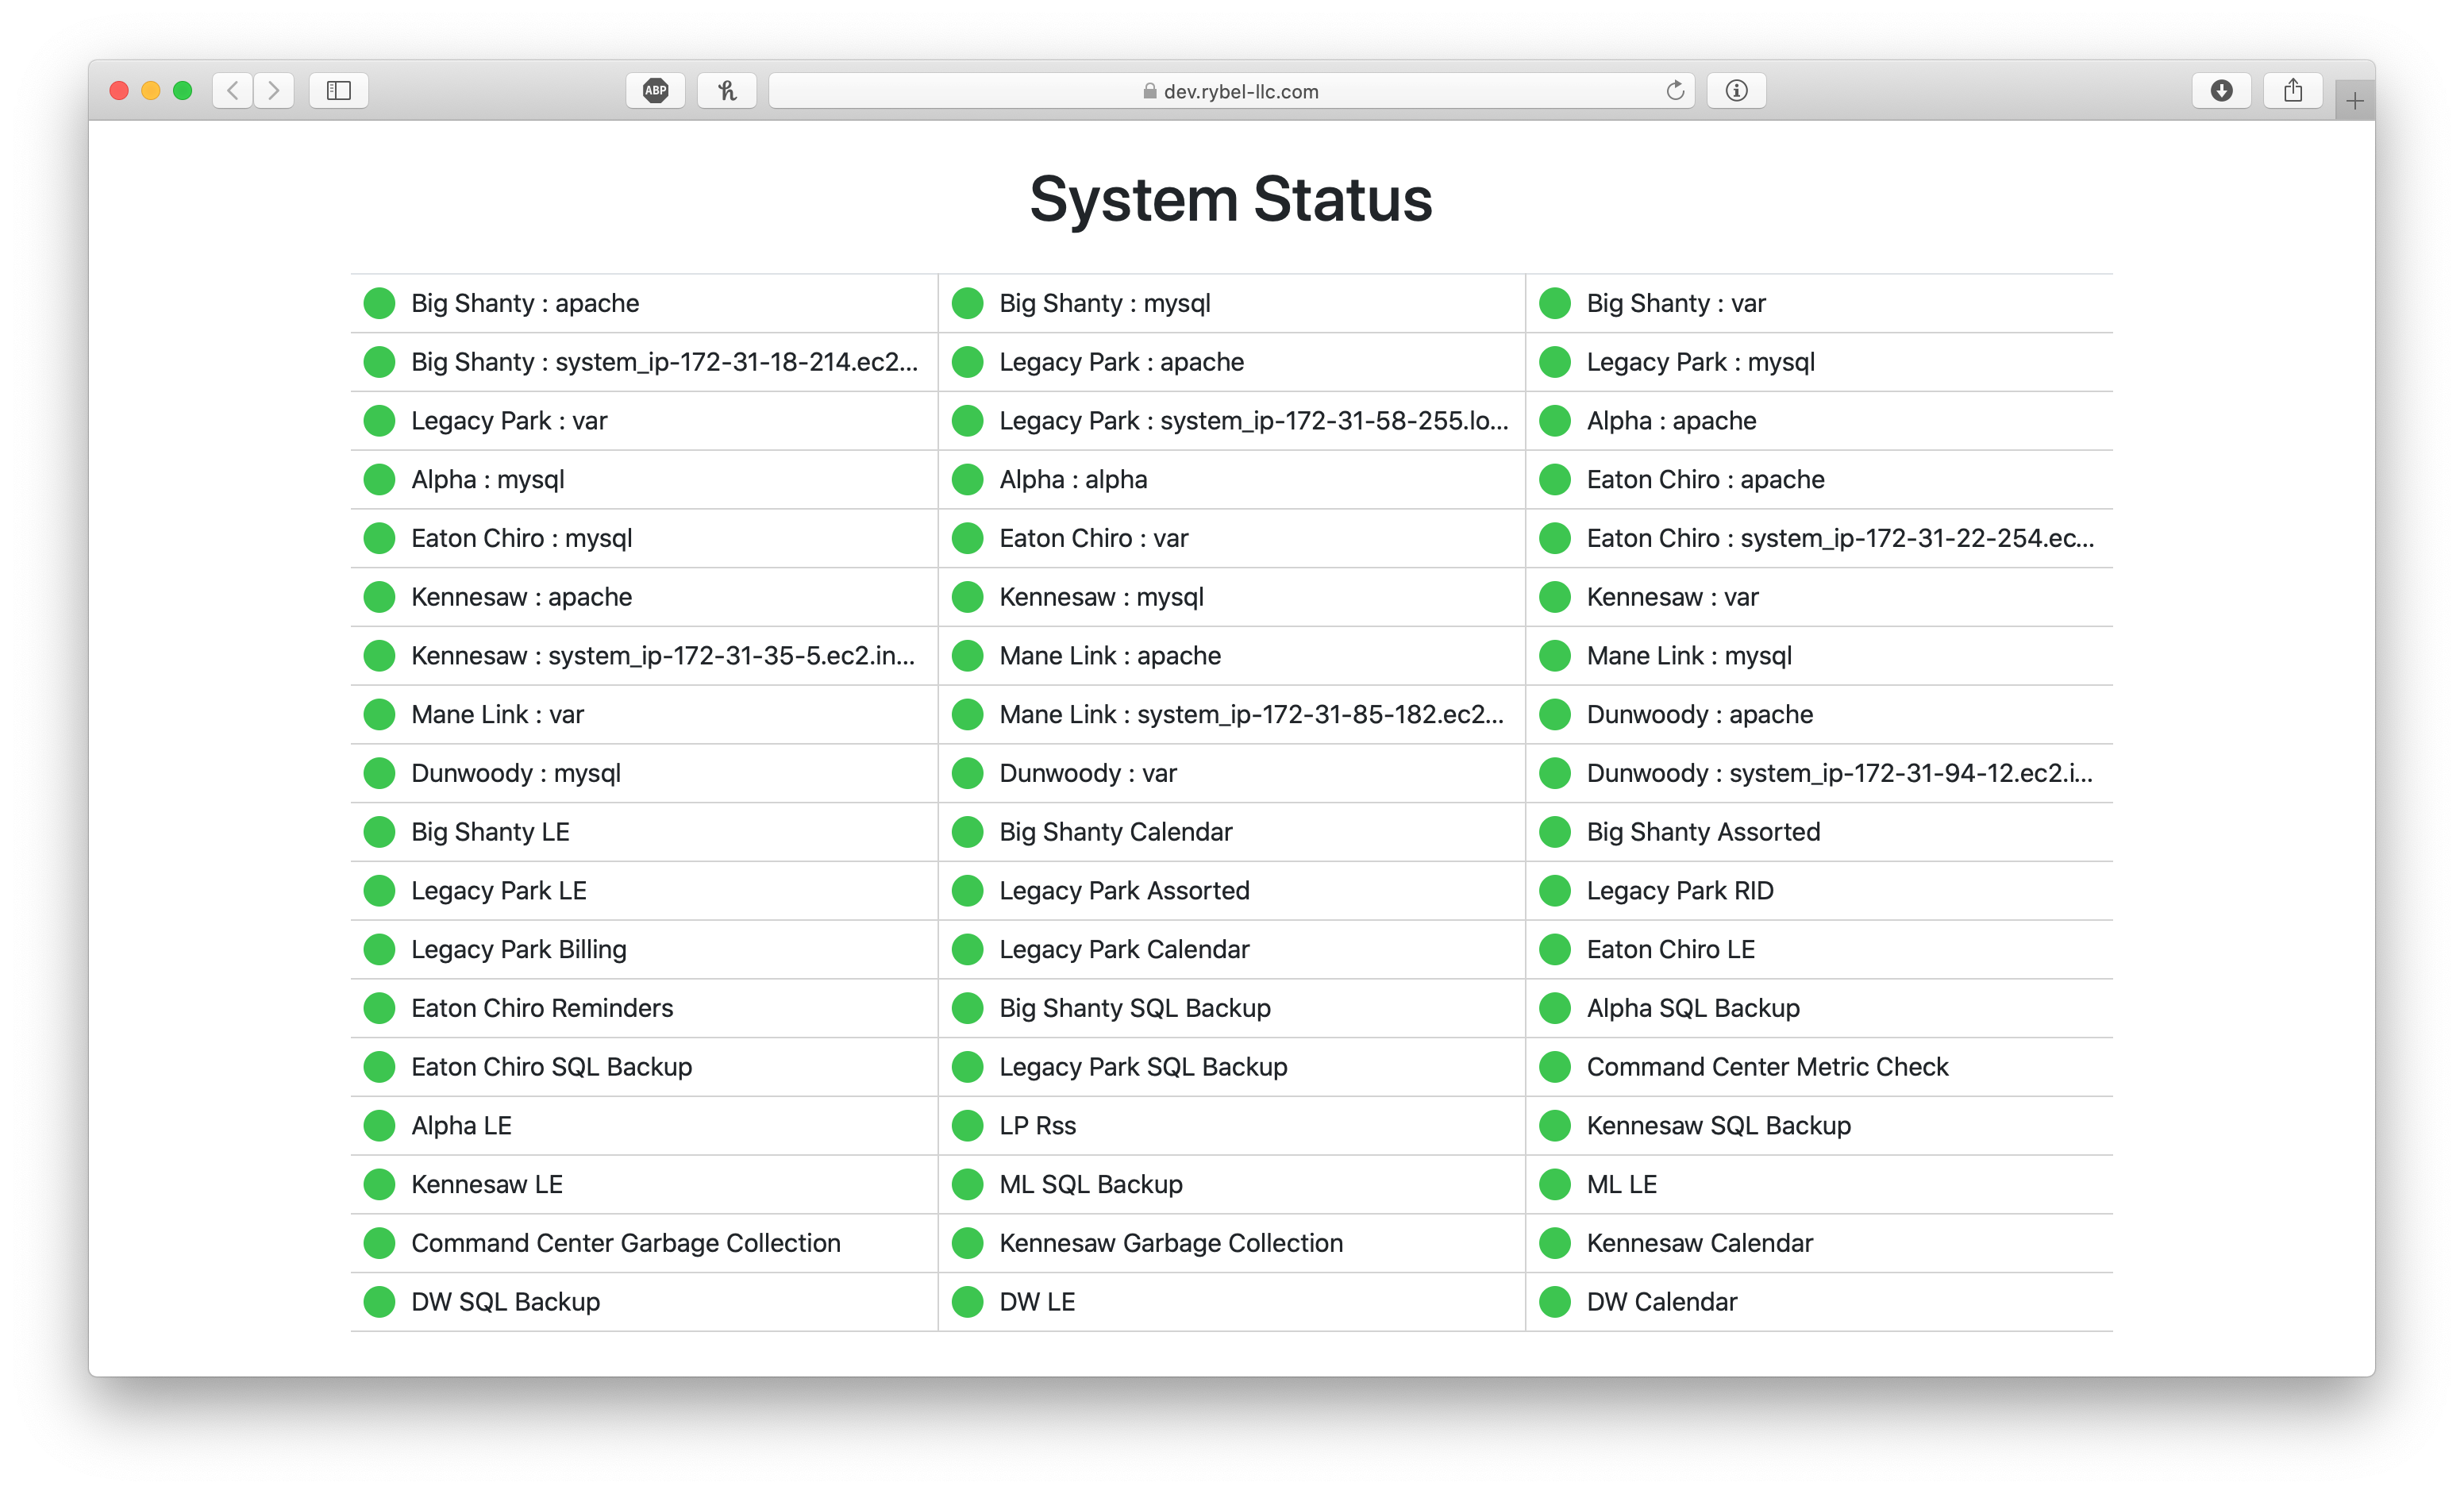 ABP
h
dev.rybel-llc.com
System Status
Big Shanty : apache
Big Shanty : mysql
Big Shanty : var
Big Shanty : system_ip-172-31-18-214.ec2...
Legacy Park : apache
Legacy Park : mysql
Legacy Park : var
Legacy Park : system_ip-172-31-58-255.lo...
Alpha : apache
Alpha : mysql
Alpha : alpha
Eaton Chiro : apache
Eaton Chiro : mysql
Eaton Chiro : var
Eaton Chiro : system_ip-172-31-22-254.ec...
Kennesaw : apache
Kennesaw : mysql
Kennesaw : var
Kennesaw : system_ip-172-31-35-5.ec2.in...
Mane Link : apache
Mane Link : mysql
Mane Link : var
Mane Link : system_ip-172-31-85-182.ec2...
Dunwoody : apache
Dunwoody : mysql
Dunwoody : var
Dunwoody : system_ip-172-31-94-12.ec2.i...
Big Shanty LE
Big Shanty Calendar
Big Shanty Assorted
Legacy Park LE
Legacy Park Assorted
Legacy Park RID
Legacy Park Billing
Legacy Park Calendar
Eaton Chiro LE
Eaton Chiro Reminders
Big Shanty SQL Backup
Alpha SQL Backup
Eaton Chiro SQL Backup
Legacy Park SQL Backup
Command Center Metric Check
Alpha LE
LP Rss
Kennesaw SQL Backup
Kennesaw LE
ML SQL Backup
ML LE
Command Center Garbage Collection
Kennesaw Garbage Collection
Kennesaw Calendar
DW SQL Backup
DW LE
DW Calendar